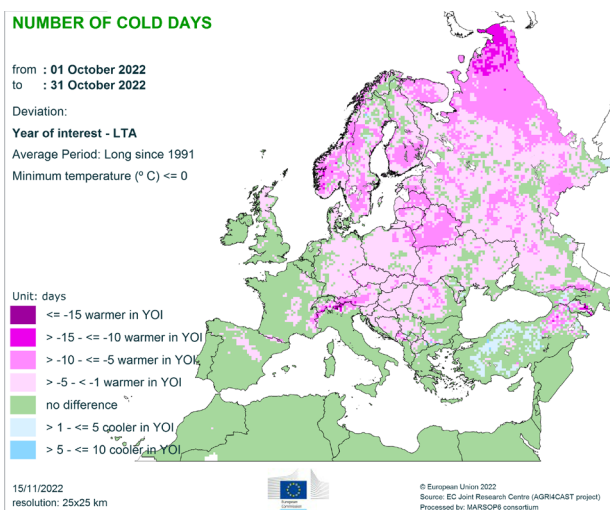 NUMBER OF COLD DAYS
from : 01 October 2022
to : 31 October 2022
Deviation:
Year of interest - LTA
Average Period: Long since 1991
Minimum temperature (º C) <= 0
Unit: days
<= -15 warmer in YOI
> -15 - <= -10 warmer in YOI
> -10 - <= -5 warmer in YOI
> -5 - < -1 warmer in YOI
no difference
> 1 - <= 5 cooler in YOI
> 5 - <= 10 cooler in YOI
15/11/2022
resolution: 25x25 km
European
Commission
© European Union 2022
Source: EC Joint Research Centre (AGRI4CAST project)
Processed by: MARSOP6 consortium